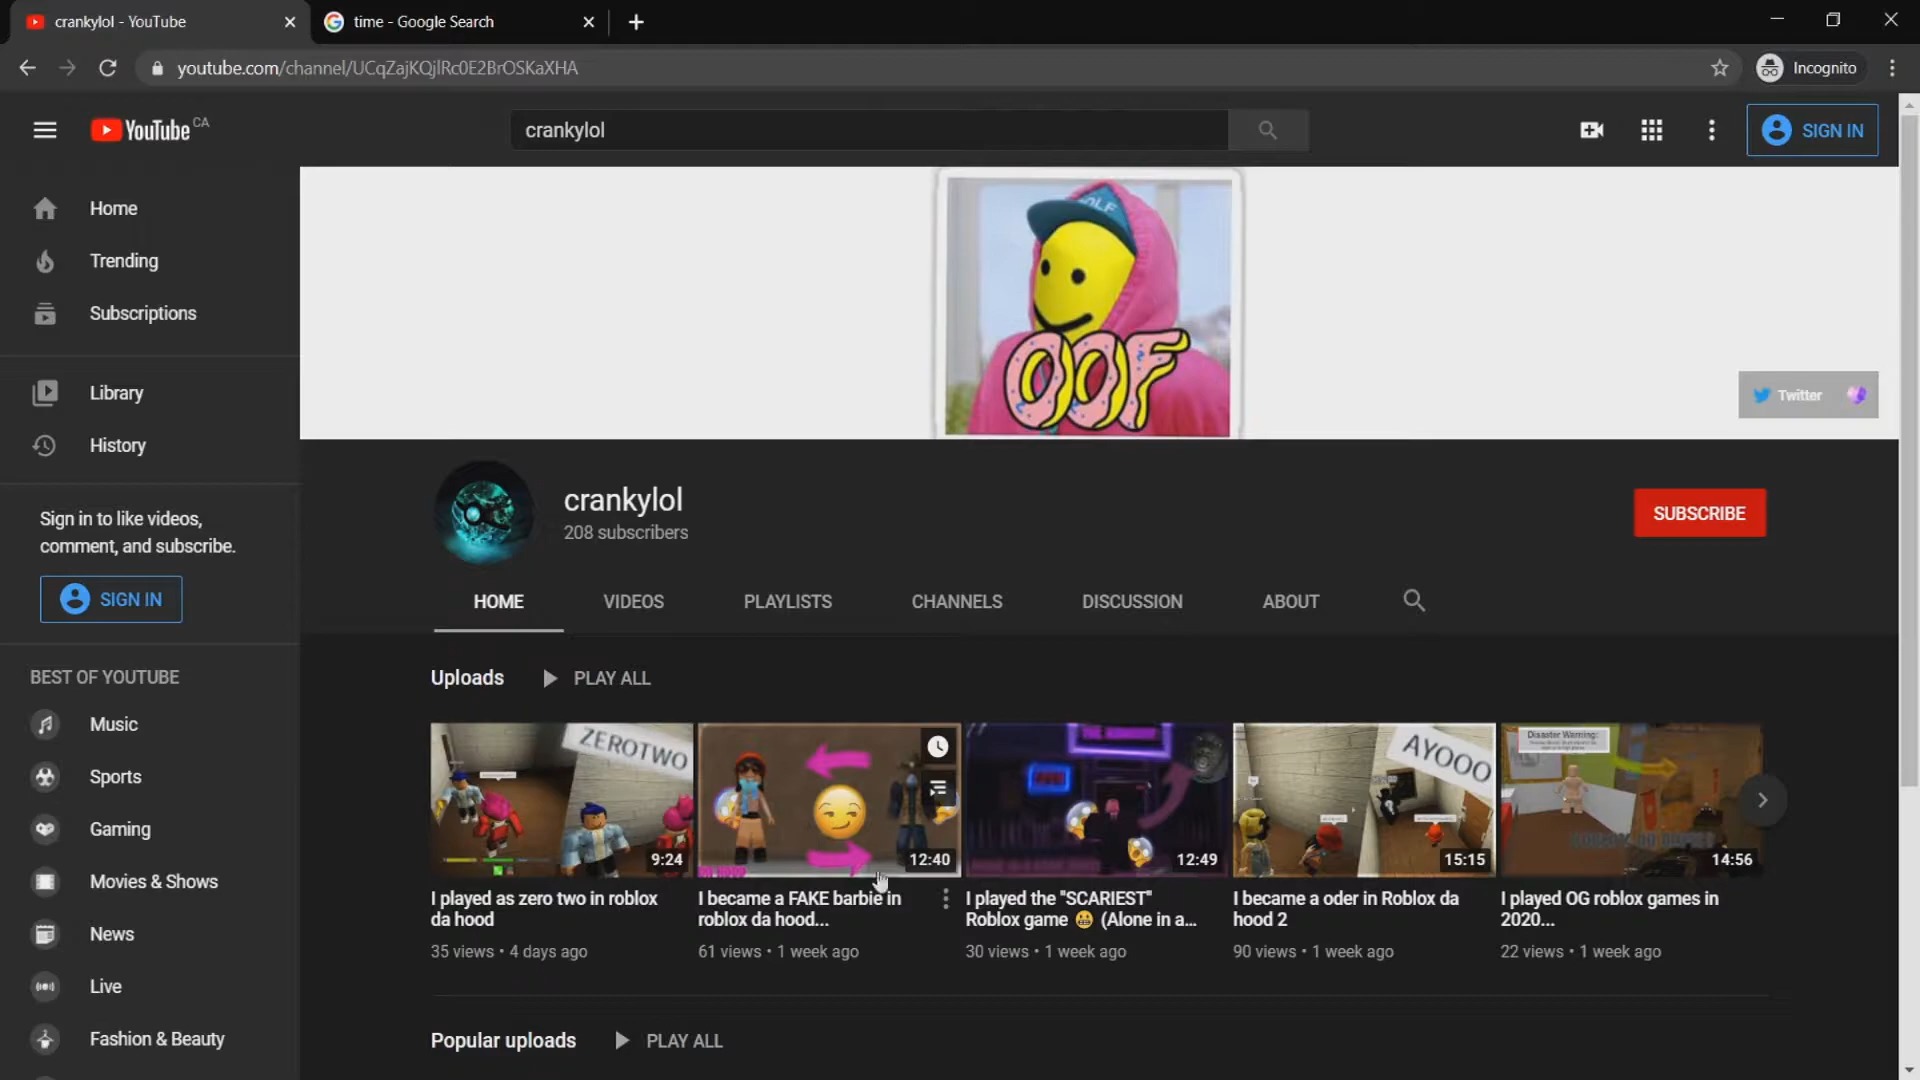 crankylol - YouTube
time - Google Search
youtube.com/channel/UCqZajKQjlRc0E2BrOSKaXHA
Incognito
YouTube CA
crankylol
SIGN IN
Home
Trending
Subscriptions
Library
History
Sign in to like videos,
comment, and subscribe.
SIGN IN
BEST OF YOUTUBE
Music
Sports
Gaming
Movies & Shows
News
Live
Fashion & Beauty
OOF
Twitter
crankylol
208 subscribers
SUBSCRIBE
HOME
VIDEOS
PLAYLISTS
CHANNELS
DISCUSSION
ABOUT
Uploads
PLAY ALL
ZEROTWO
9:24
I played as zero two in roblox
da hood
35 views • 4 days ago
12:40
I became a FAKE barbie in
roblox da hood...
61 views • 1 week ago
12:49
I played the "SCARIEST"
Roblox game 😬 (Alone in a...
30 views • 1 week ago
AYOOO
15:15
I became a oder in Roblox da
hood 2
90 views • 1 week ago
Disaster Warning:
14:56
I played OG roblox games in
2020...
22 views • 1 week ago
Popular uploads
PLAY ALL